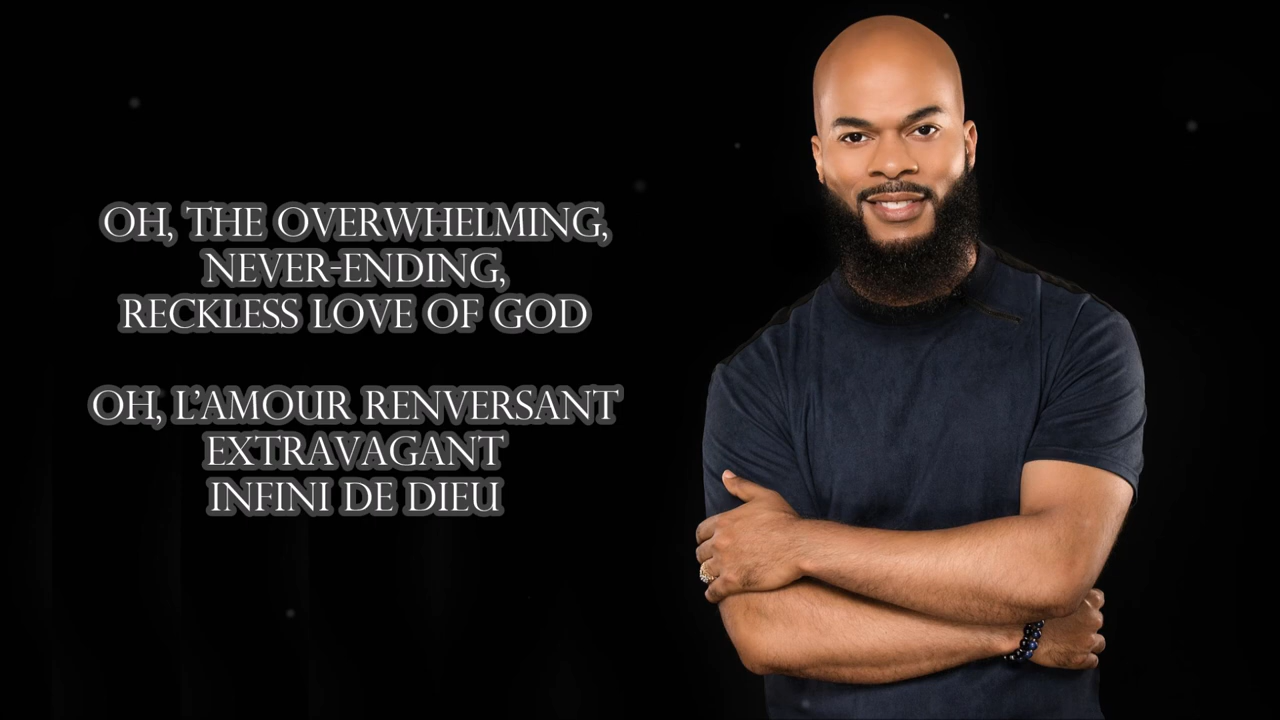 OH, THE OVERWHELMING,
NEVER-ENDING,
RECKLESS LOVE OF GOD
OH, L'AMOUR RENVERSANT
EXTRAVAGANT
INFINI DE DIEU